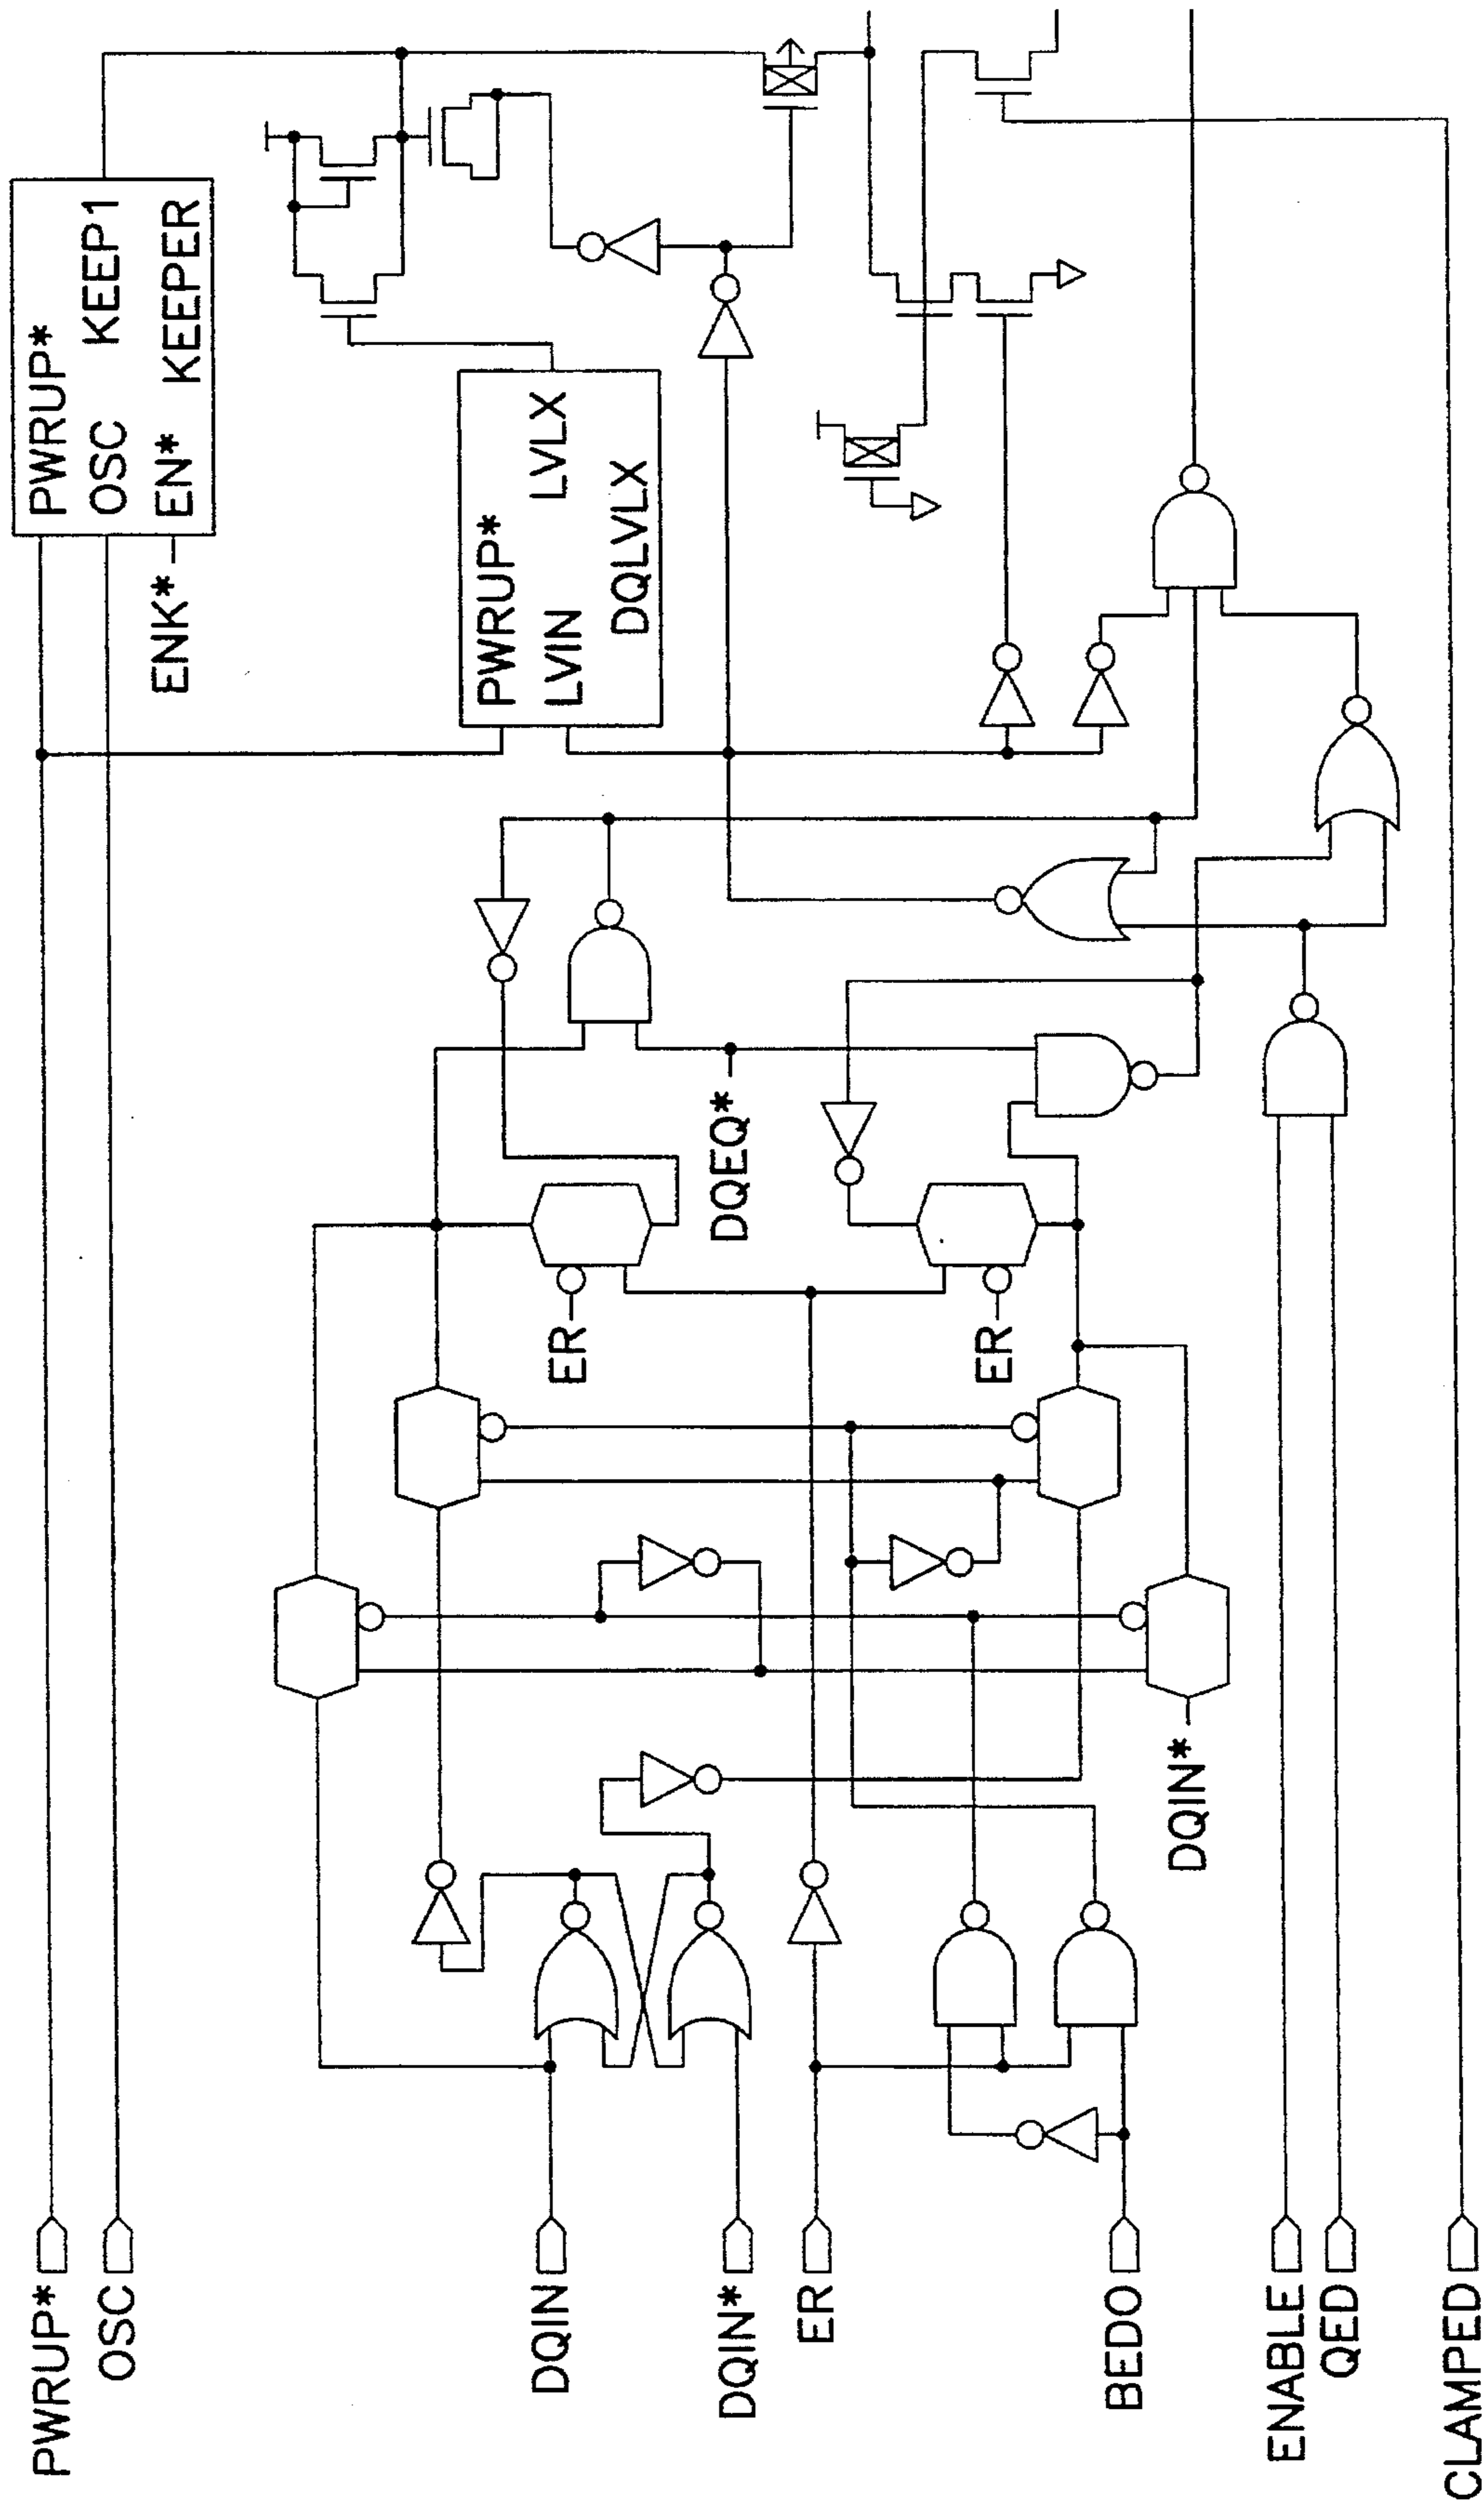 PWRUP*
OSC
DQIN
DQIN*
ER
BEDO
ENABLE
QED
CLAMPED
DQIN*
ER
ER
DQEQ*
ENK*
PWRUP*
OSC KEEP1
EN* KEEPER
PWRUP*
LVIN LVLX
DQLVLX